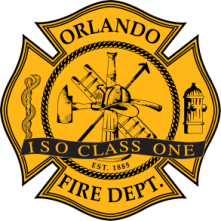 ORLANDO
ISO CLASS ONE
EST. 1885
FIRE DEPT.